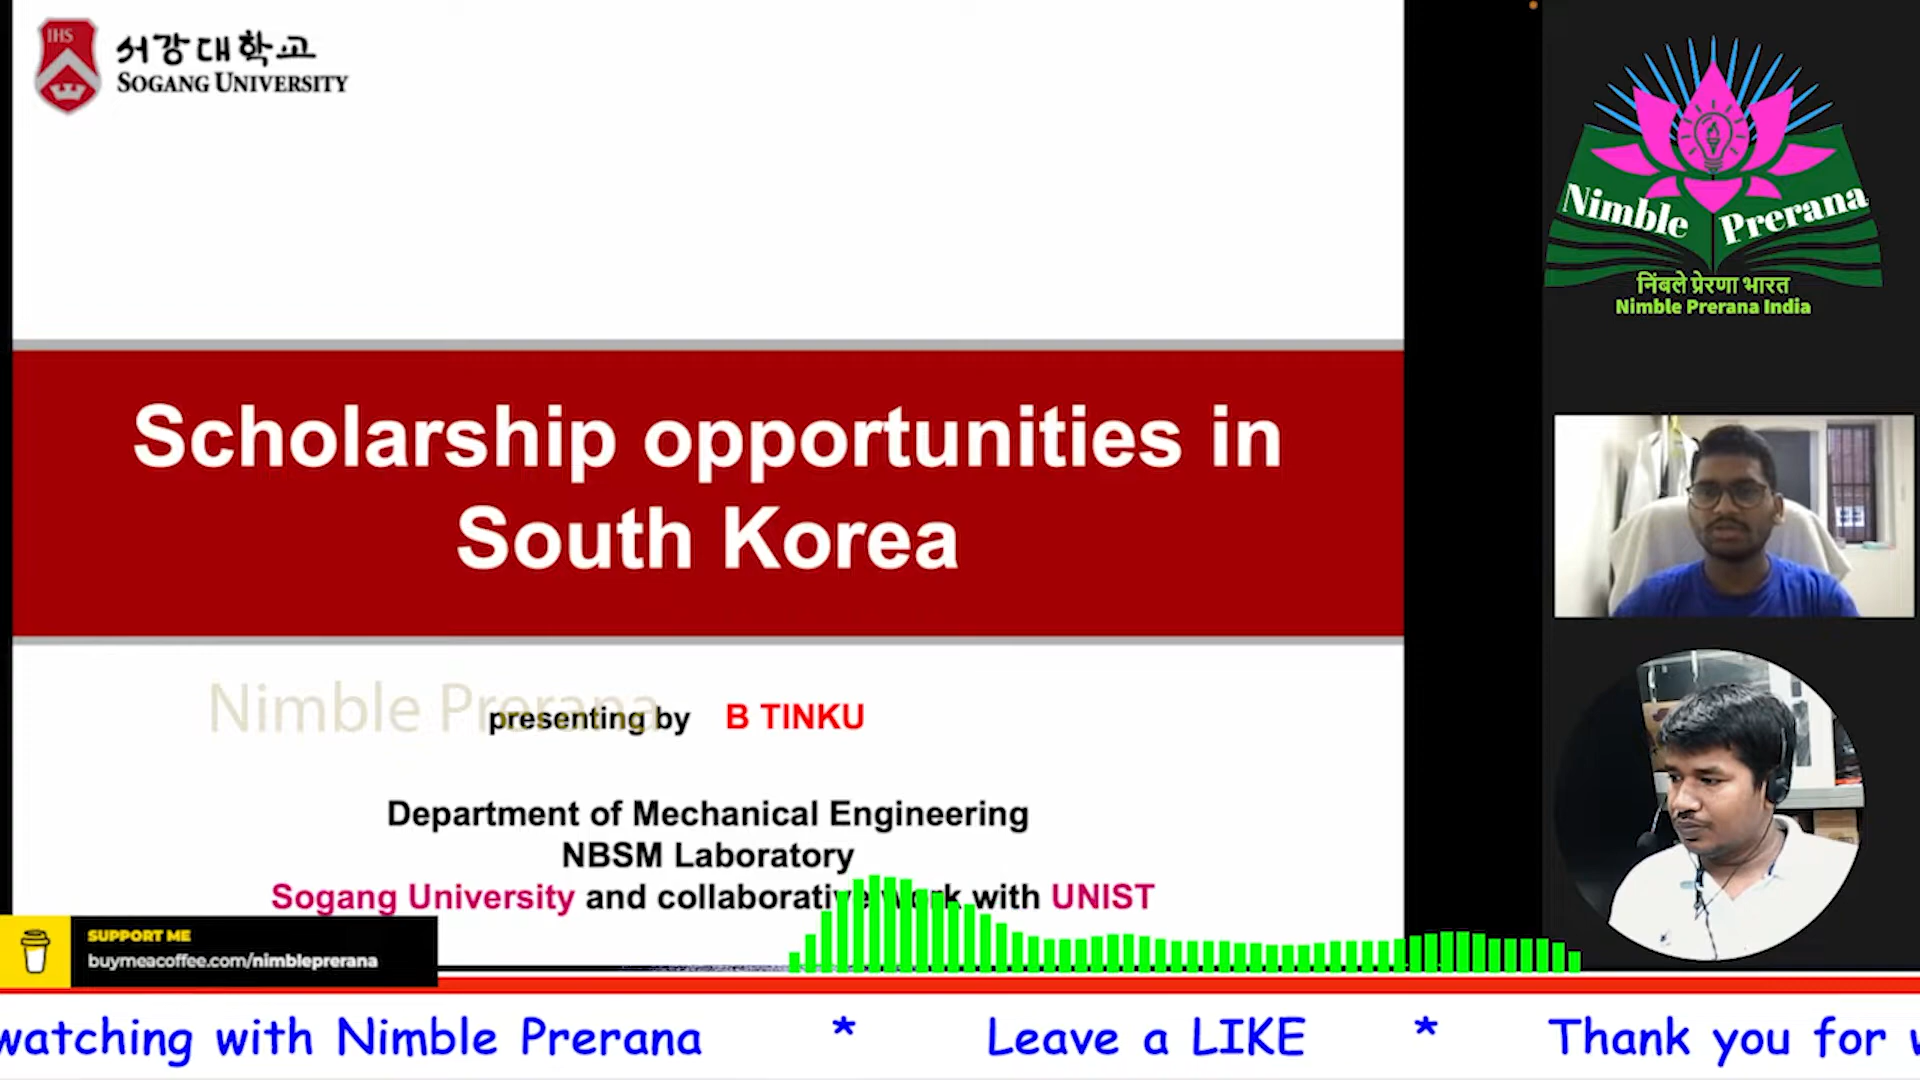 IHS
서강대학교
SOGANG UNIVERSITY
Scholarship opportunities in
South Korea
Nimble Prerana
presenting by B TINKU
Department of Mechanical Engineering
NBSM Laboratory
Sogang University and collaborative work with UNIST
Nimble Prerana
निंबले प्रेरणा भारत
Nimble Prerana India
SUPPORT ME
buymeacoffee.com/nimbleprerana
watching with Nimble Prerana * Leave a LIKE * Thank you for